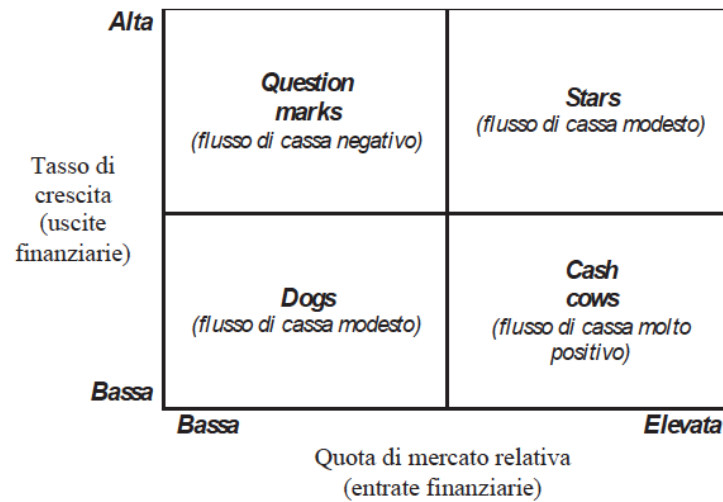 Alta
Question
marks
(flusso di cassa negativo)
Stars
(flusso di cassa modesto)
Tasso di
crescita
(uscite
finanziarie)
Dogs
(flusso di cassa modesto)
Cash
cows
(flusso di cassa molto
positivo)
Bassa
Bassa
Elevata
Quota di mercato relativa
(entrate finanziarie)